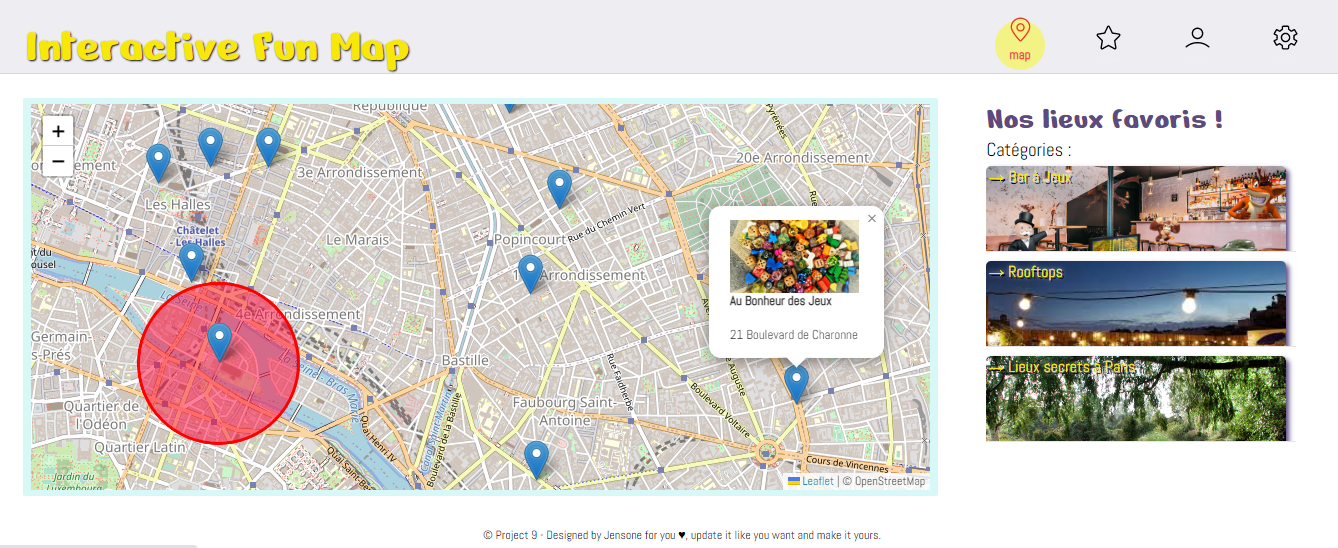 Interactive Fun Map
map
+
−
République
3e Arrondissement
20e Arrondissement
Les Halles
Châtelet
- Les Halles
Le Marais
Popincourt
Rue du Chemin Vert
Arrondissement
4e Arrondissement
Germain-
s-Prés
Bastille
Quartier de
l'Odéon
Quartier Latin
Jardin du
Luxembourg
Quai Henri IV
Boulevard de la Bastille
Rue Faidherbe
Faubourg Saint-
Antoine
Boulevard Voltaire
Cours de Vincennes
×
Au Bonheur des Jeux
21 Boulevard de Charonne
Leaflet | © OpenStreetMap
Nos lieux favoris !
Catégories :
→ Bar à Jeux
→ Rooftops
→ Lieux secrets à Paris
© Project 9 - Designed by Jensone for you ♥, update it like you want and make it yours.